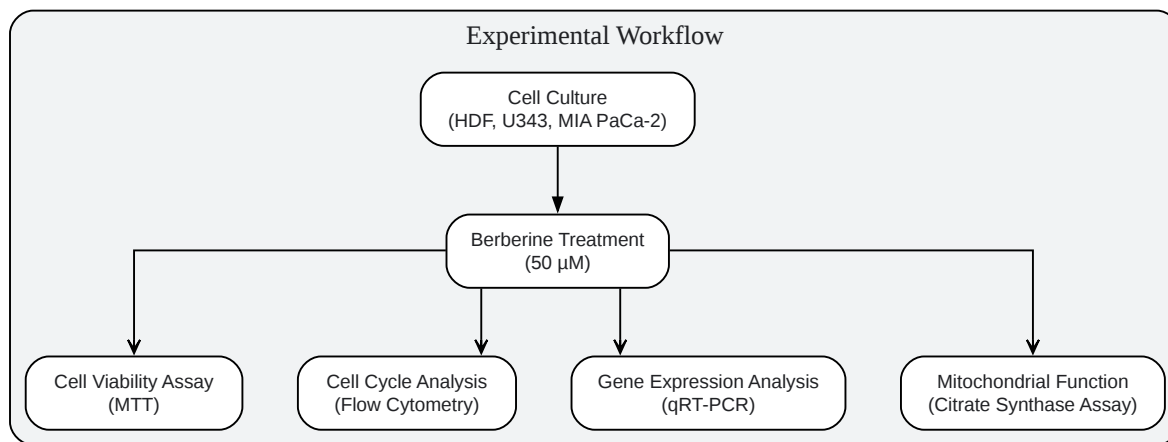 Experimental Workflow
Cell Culture
(HDF, U343, MIA PaCa-2)
Berberine Treatment
(50 µM)
Cell Viability Assay
(MTT)
Cell Cycle Analysis
(Flow Cytometry)
Gene Expression Analysis
(qRT-PCR)
Mitochondrial Function
(Citrate Synthase Assay)